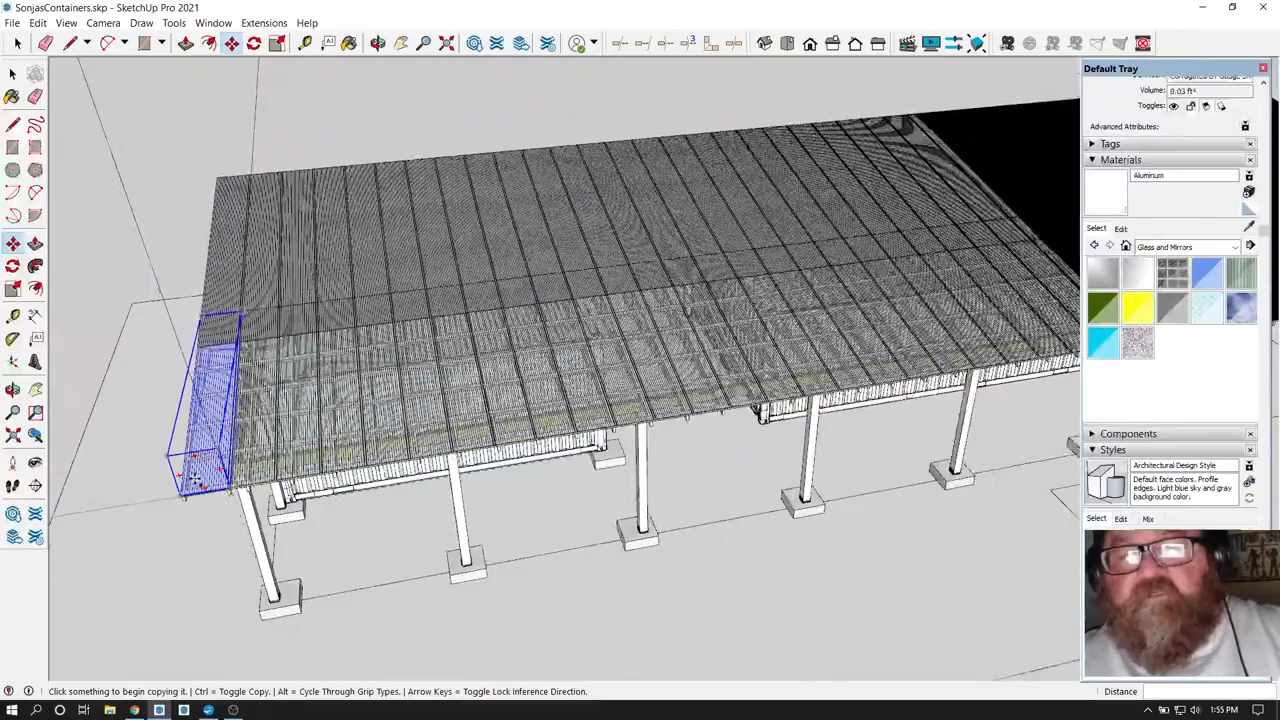 SonjasContainers.skp - SketchUp Pro 2021
File Edit View Camera Draw Tools Window Extensions Help
3
Default Tray
Volume: 0.03 ft³
Toggles:
Advanced Attributes:
Tags
Materials
Aluminum
Select Edit
Glass and Mirrors
Components
Styles
Architectural Design Style
Default face colors. Profile
edges. Light blue sky and gray
background color.
Select Edit Mix
Click something to begin copying it. | Ctrl = Toggle Copy. | Alt = Cycle Through Grip Types. | Arrow Keys = Toggle Lock Inference Direction.
Distance
1:55 PM